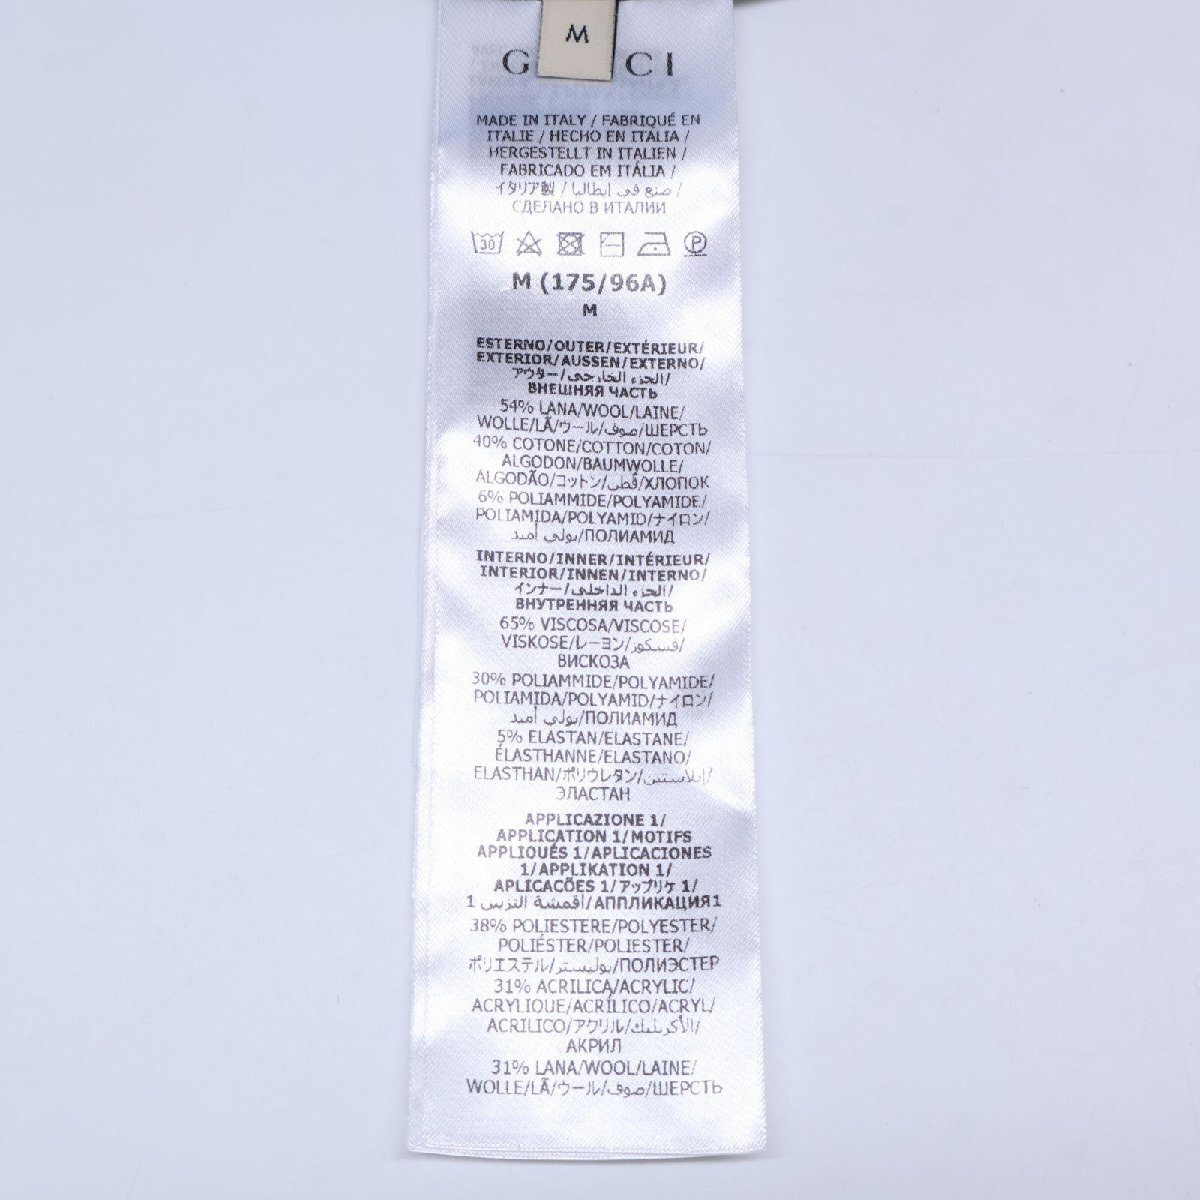 M
G CI
MADE IN ITALY / FABRIQUÉ EN
ITALIE / HECHO EN ITALIA /
HERGESTELLT IN ITALIEN /
FABRICADO EM ITÁLIA /
イタリア製 / صنع في إيطاليا /
СДЕЛАНО В ИТАЛИИ
30 P
M (175/96A)
M
ESTERNO/OUTER/EXTÉRIEUR/
EXTERIOR/AUSSEN/EXTERNO/
アウター/الجزء الخارجي/
ВНЕШНЯЯ ЧАСТЬ
54% LANA/WOOL/LAINE/
WOLLE/LÃ/ウール/صوف/ШЕРСТЬ
40% COTONE/COTTON/COTON/
ALGODON/BAUMWOLLE/
ALGODÃO/コットン/قطن/ХЛОПОК
6% POLIAMMIDE/POLYAMIDE/
POLIAMIDA/POLYAMID/ナイロン/
بولي أميد/ПОЛИАМИД
INTERNO/INNER/INTÉRIEUR/
INTERIOR/INNEN/INTERNO/
インナー/الجزء الداخلي/
ВНУТРЕННЯЯ ЧАСТЬ
65% VISCOSA/VISCOSE/
VISKOSE/レーヨン/فسكوز/
ВИСКОЗА
30% POLIAMMIDE/POLYAMIDE/
POLIAMIDA/POLYAMID/ナイロン/
بولي أميد/ПОЛИАМИД
5% ELASTAN/ELASTANE/
ÉLASTHANNE/ELASTANO/
ELASTHAN/ポリウレタン/إيلاستين/
ЭЛАСТАН
APPLICAZIONE 1/
APPLICATION 1/MOTIFS
APPLIQUÉS 1/APLICACIONES
1/APPLIKATION 1/
APLICACÕES 1/アップリケ 1/
أقمشة التزيين 1/АППЛИКАЦИЯ1
38% POLIESTERE/POLYESTER/
POLIÉSTER/POLIESTER/
ポリエステル/بوليستر/ПОЛИЭСТЕР
31% ACRILICA/ACRYLIC/
ACRYLIQUE/ACRÍLICO/ACRYL/
ACRILICO/アクリル/الأكريليك/
АКРИЛ
31% LANA/WOOL/LAINE/
WOLLE/LÃ/ウール/صوف/ШЕРСТЬ